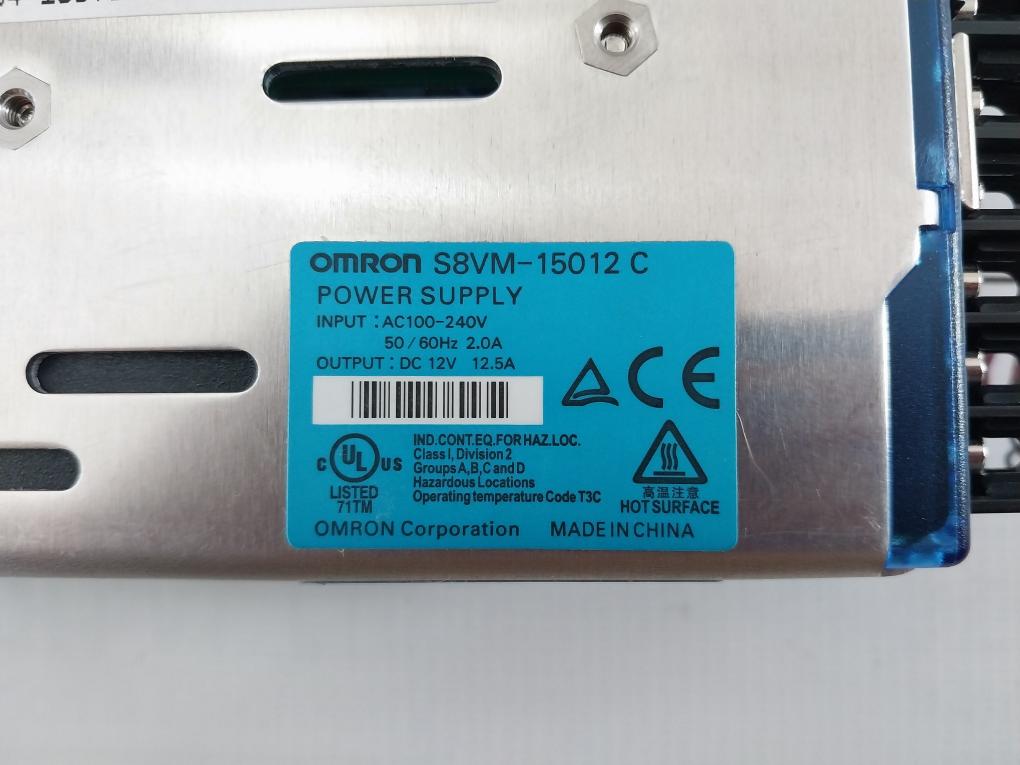 OMRON S8VM-15012 C
POWER SUPPLY
INPUT : AC100-240V
50 / 60Hz 2.0A
OUTPUT : DC 12V 12.5A
CE
C UL US
LISTED
71TM
IND.CONT.EQ.FOR HAZ.LOC.
Class I, Division 2
Groups A,B,C and D
Hazardous Locations
Operating temperature Code T3C
高温注意
HOT SURFACE
OMRON Corporation MADE IN CHINA